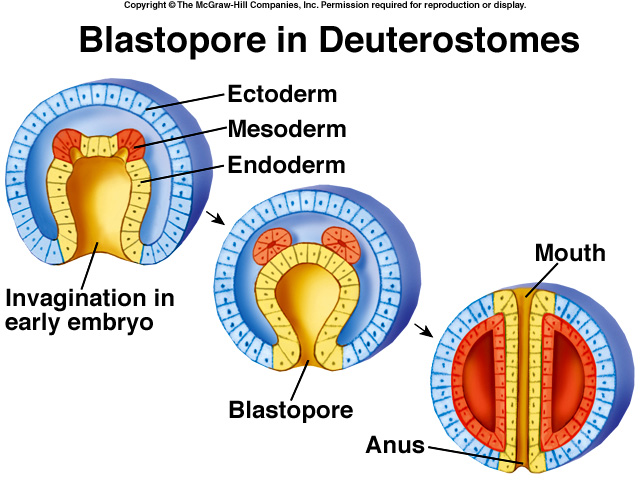 Copyright © The McGraw-Hill Companies, Inc. Permission required for reproduction or display.
Blastopore in Deuterostomes
Ectoderm
Mesoderm
Endoderm
Mouth
Invagination in
early embryo
Blastopore
Anus